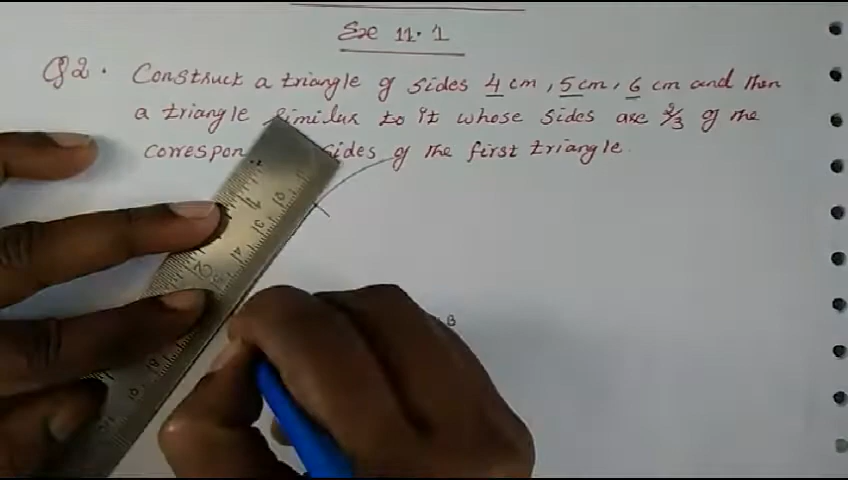 Exe 11.1
Q2. Construck a triangle of sides 4 cm, 5 cm, 6 cm and then
a triangle similar to it whose sides are 2/3 of the
correspon sides of the first triangle.
B